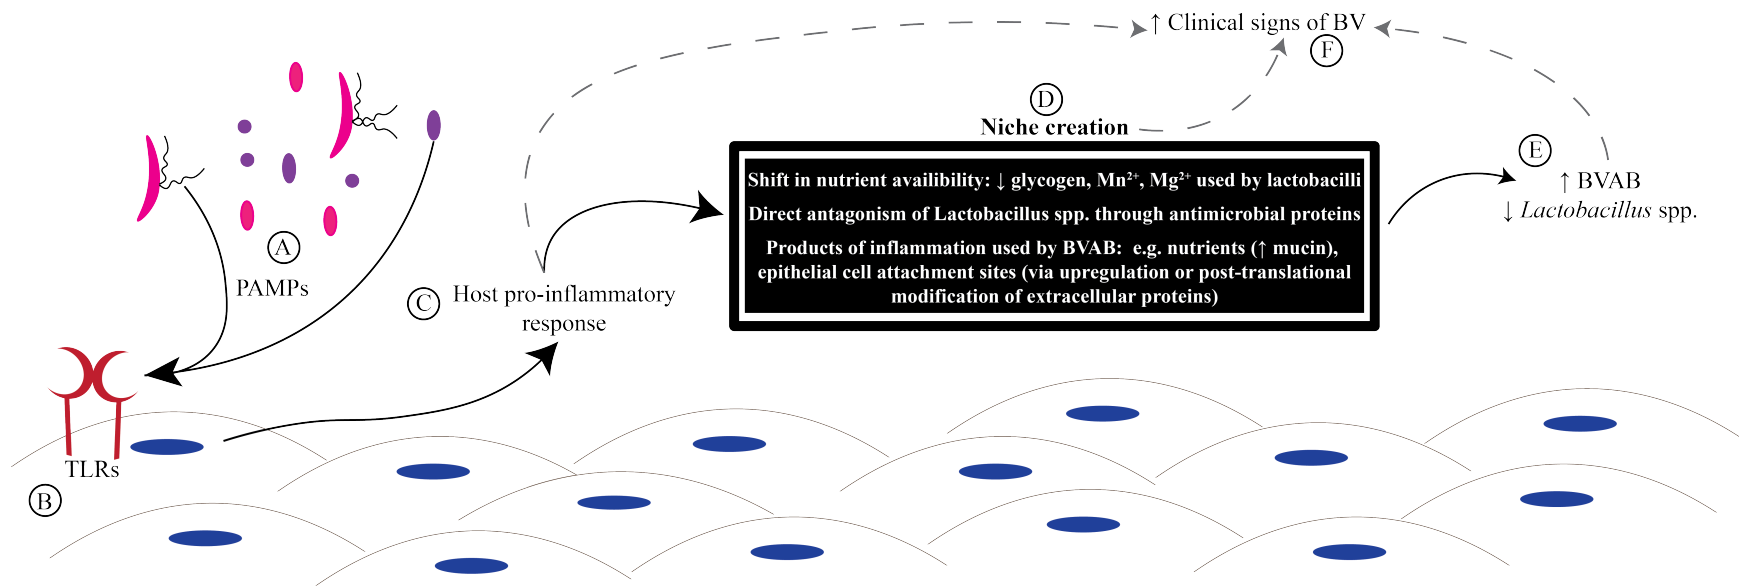 ↑ Clinical signs of BV
F
D
Niche creation
Shift in nutrient availibility: ↓ glycogen, Mn²⁺, Mg²⁺ used by lactobacilli
Direct antagonism of Lactobacillus spp. through antimicrobial proteins
Products of inflammation used by BVAB: e.g. nutrients (↑ mucin),
epithelial cell attachment sites (via upregulation or post-translational
modification of extracellular proteins)
E
↑ BVAB
↓ Lactobacillus spp.
A
PAMPs
C
Host pro-inflammatory
response
TLRs
B